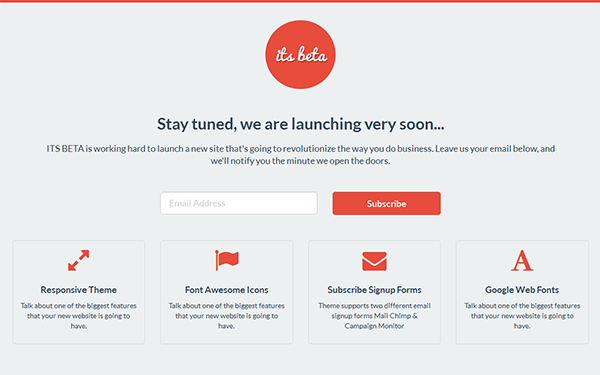 its beta
Stay tuned, we are launching very soon...
ITS BETA is working hard to launch a new site that's going to revolutionize the way you do business. Leave us your email below, and
we'll notify you the minute we open the doors.
Email Address
Subscribe
Responsive Theme
Talk about one of the biggest features
that your new website is going to
have.
Font Awesome Icons
Talk about one of the biggest features
that your new website is going to
have.
Subscribe Signup Forms
Theme supports two different email
signup forms Mail Chimp &
Campaign Monitor
Google Web Fonts
Talk about one of the biggest features
that your new website is going to
have.